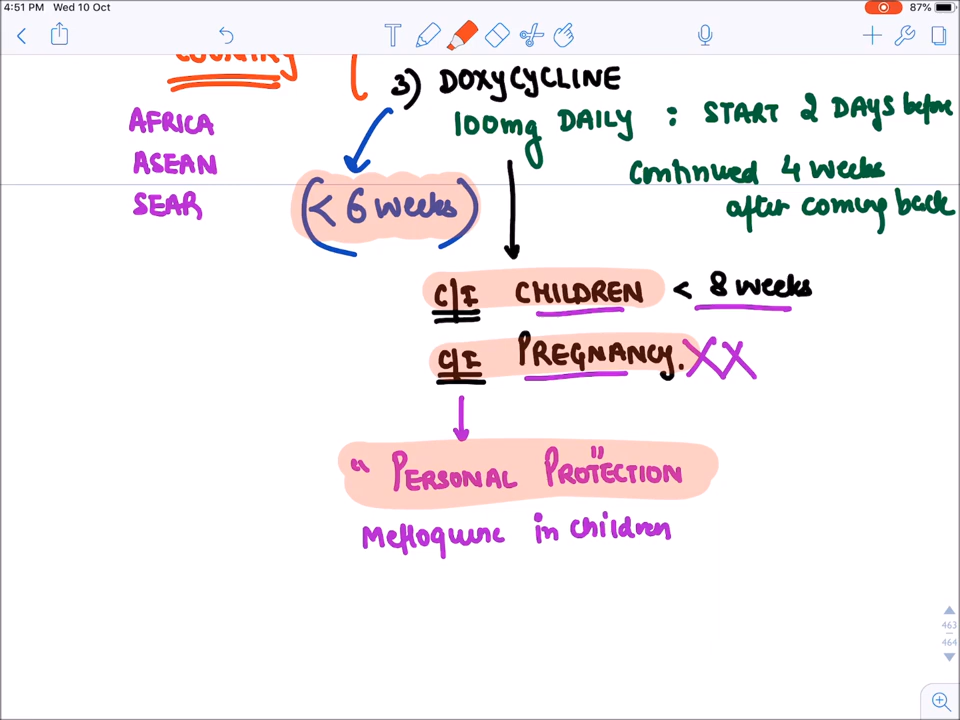 4:51 PM Wed 10 Oct
87%
COUNTRY
3) DOXYCYCLINE
100mg DAILY : START 2 DAYS before
continued 4 weeks
after coming back
AFRICA
ASEAN
SEAR
(< 6 weeks)
C/I CHILDREN < 8 weeks
C/I PREGNANCY. XX
"PERSONAL PROTECTION"
Mefloquine in children
463
464